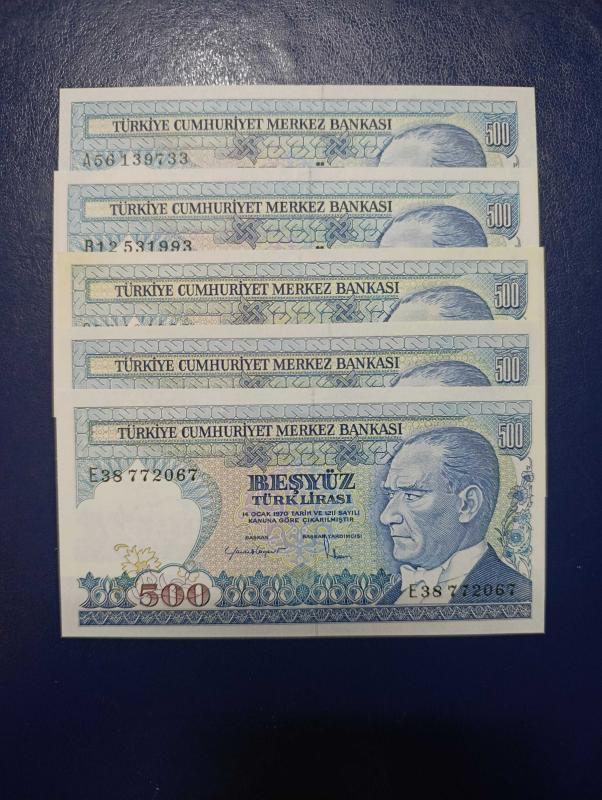 TÜRKİYE CUMHURİYET MERKEZ BANKASI
500
A56 139733
TÜRKİYE CUMHURİYET MERKEZ BANKASI
500
B12 531993
TÜRKİYE CUMHURİYET MERKEZ BANKASI
500
TÜRKİYE CUMHURİYET MERKEZ BANKASI
500
TÜRKİYE CUMHURİYET MERKEZ BANKASI
500
E38 772067
BEŞYÜZ
TÜRK LİRASI
14 OCAK 1970 TARİH VE 1211 SAYILI
KANUNA GÖRE ÇIKARILMIŞTIR
BAŞKAN BAŞKAN YARDIMCISI
500
E38 772067